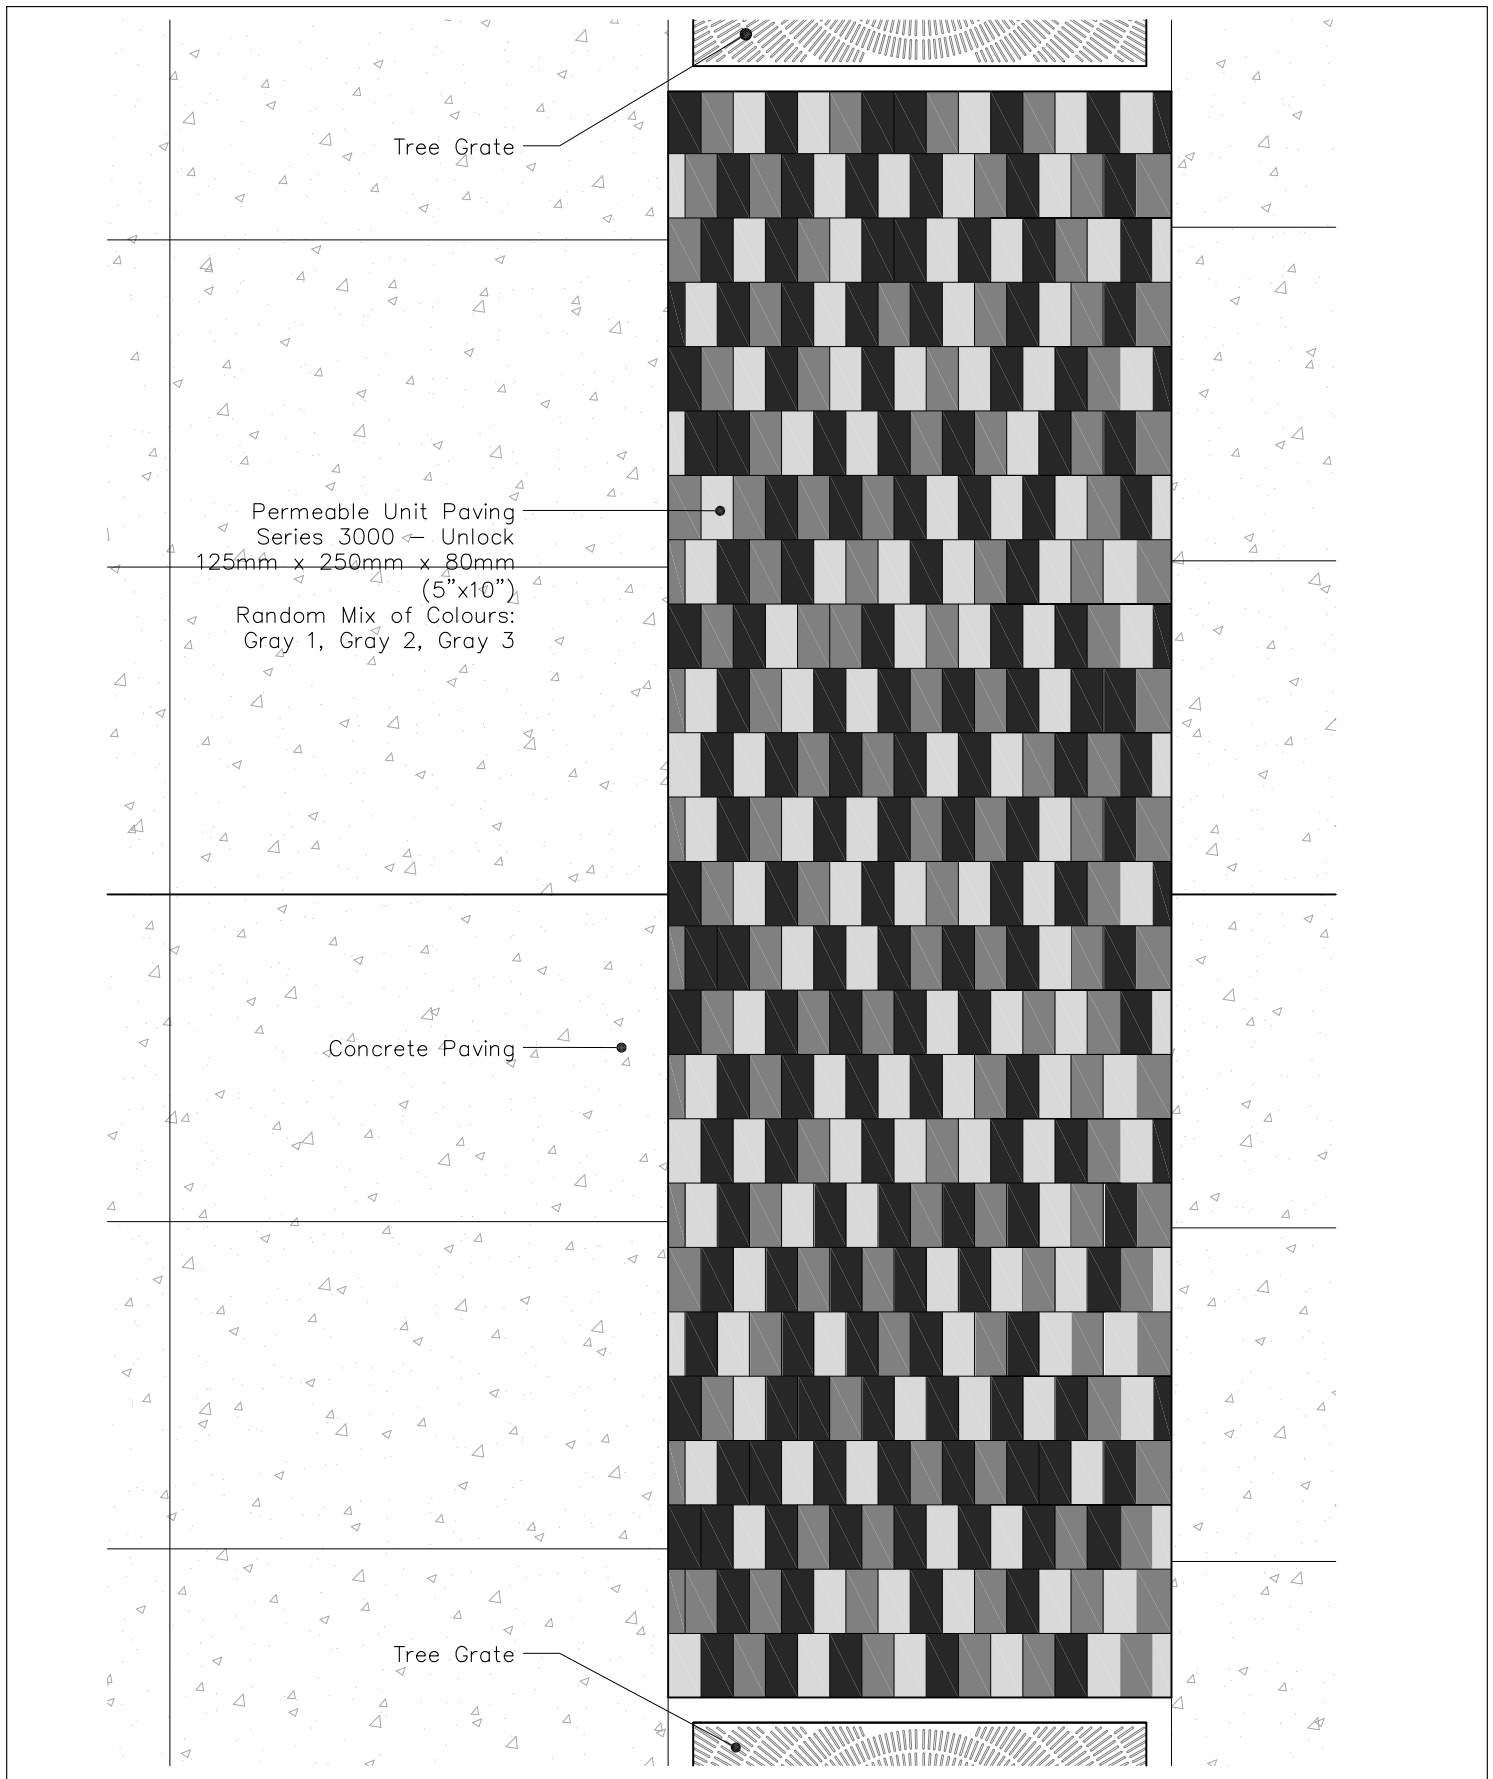 Tree Grate
Permeable Unit Paving
Series 3000 – Unlock
125mm x 250mm x 80mm
(5"x10")
Random Mix of Colours:
Gray 1, Gray 2, Gray 3
Concrete Paving
Tree Grate